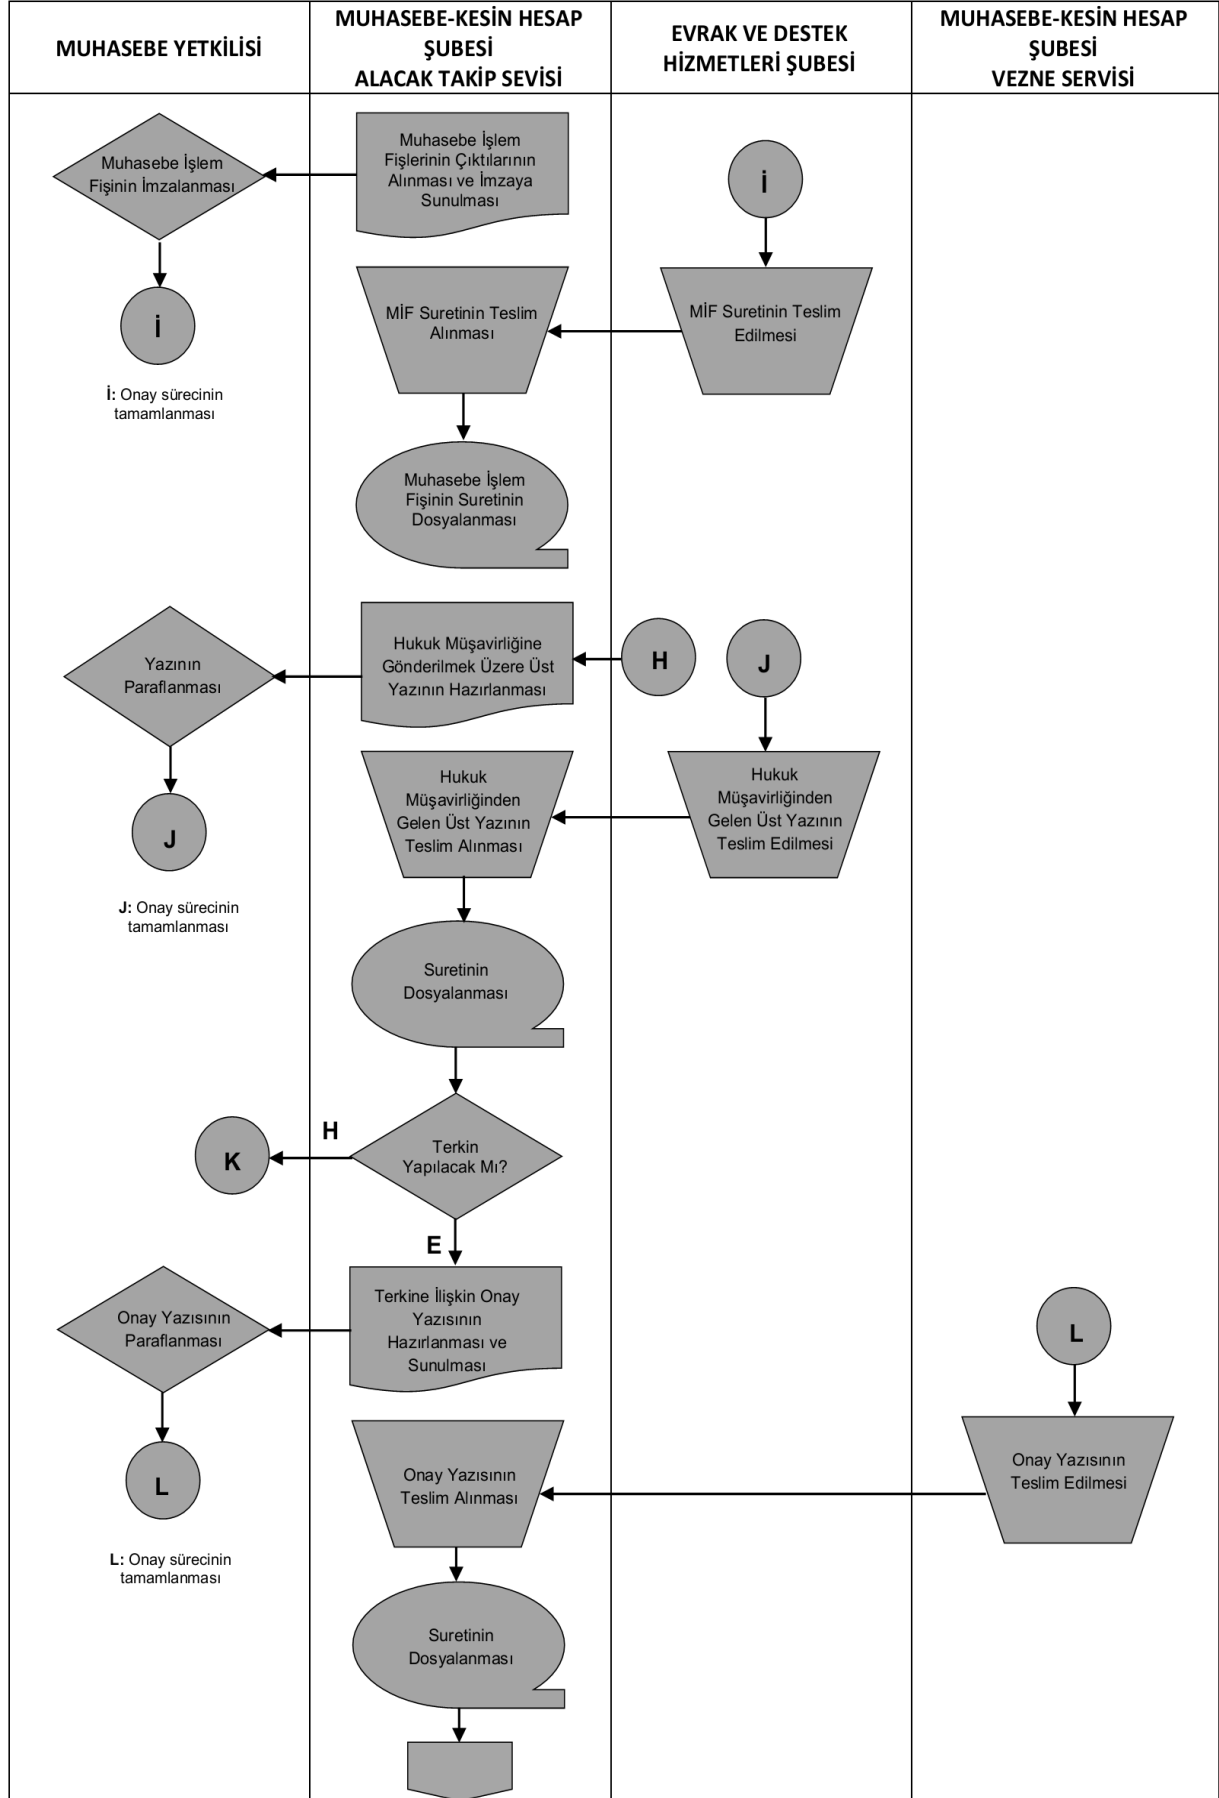 MUHASEBE YETKİLİSİ
MUHASEBE-KESİN HESAP
ŞUBESİ
ALACAK TAKİP SEVİSİ
EVRAK VE DESTEK
HİZMETLERİ ŞUBESİ
MUHASEBE-KESİN HESAP
ŞUBESİ
VEZNE SERVİSİ
Muhasebe İşlem
Fişinin İmzalanması
Muhasebe İşlem
Fişlerinin Çıktılarının
Alınması ve İmzaya
Sunulması
İ
İ
İ: Onay sürecinin
tamamlanması
MİF Suretinin Teslim
Alınması
MİF Suretinin Teslim
Edilmesi
Muhasebe İşlem
Fişinin Suretinin
Dosyalanması
Yazının
Paraflanması
Hukuk Müşavirliğine
Gönderilmek Üzere Üst
Yazının Hazırlanması
H
J
J
J: Onay sürecinin
tamamlanması
Hukuk
Müşavirliğinden
Gelen Üst Yazının
Teslim Alınması
Hukuk
Müşavirliğinden
Gelen Üst Yazının
Teslim Edilmesi
Suretinin
Dosyalanması
K
H
Terkin
Yapılacak Mı?
E
Onay Yazısının
Paraflanması
Terkine İlişkin Onay
Yazısının
Hazırlanması ve
Sunulması
L
L
L: Onay sürecinin
tamamlanması
Onay Yazısının
Teslim Alınması
Onay Yazısının
Teslim Edilmesi
Suretinin
Dosyalanması